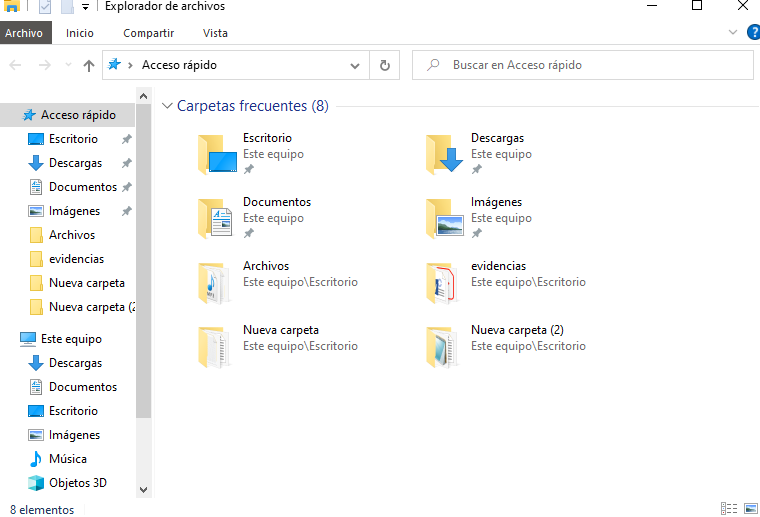 Explorador de archivos
Archivo Inicio Compartir Vista
Acceso rápido
Buscar en Acceso rápido
Acceso rápido
Escritorio
Descargas
Documentos
Imágenes
Archivos
evidencias
Nueva carpeta
Nueva carpeta (2
Este equipo
Descargas
Documentos
Escritorio
Imágenes
Música
Objetos 3D
Carpetas frecuentes (8)
Escritorio
Este equipo
Descargas
Este equipo
Documentos
Este equipo
Imágenes
Este equipo
Archivos
Este equipo\Escritorio
evidencias
Este equipo\Escritorio
Nueva carpeta
Este equipo\Escritorio
Nueva carpeta (2)
Este equipo\Escritorio
8 elementos